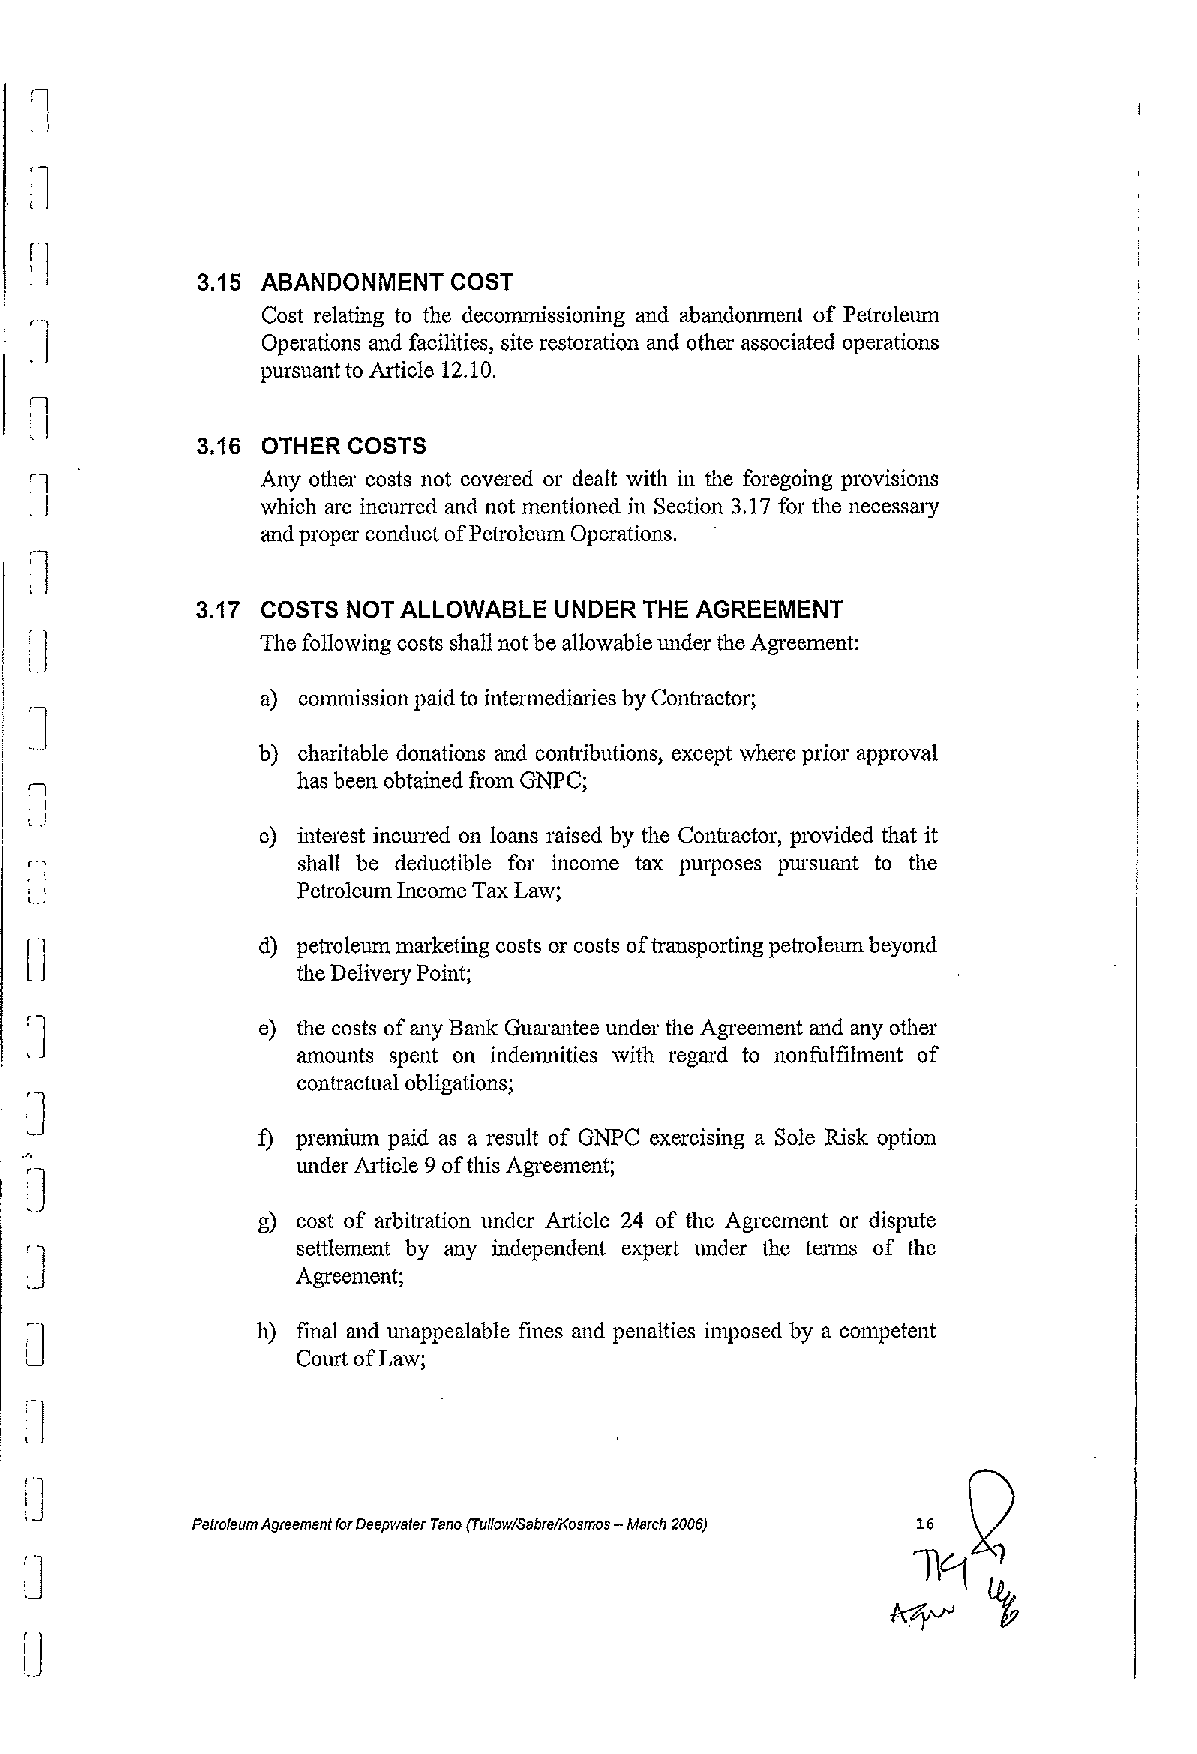 3.15 ABANDONMENT COST
Cost relating to the decommissioning and abandonment of Petroleum
Operations and facilities, site restoration and other associated operations
pursuant to Article 12.10.
3.16 OTHER COSTS
Any other costs not covered or dealt with in the foregoing provisions
which are incurred and not mentioned in Section 3.17 for the necessary
and proper conduct of Petroleum Operations.
3.17 COSTS NOT ALLOWABLE UNDER THE AGREEMENT
The following costs shall not be allowable under the Agreement:
a) commission paid to intermediaries by Contractor;
b) charitable donations and contributions, except where prior approval
has been obtained from GNPC;
c) interest incurred on loans raised by the Contractor, provided that it
shall be deductible for income tax purposes pursuant to the
Petroleum Income Tax Law;
d) petroleum marketing costs or costs of transporting petroleum beyond
the Delivery Point;
e) the costs of any Bank Guarantee under the Agreement and any other
amounts spent on indemnities with regard to nonfulfilment of
contractual obligations;
f) premium paid as a result of GNPC exercising a Sole Risk option
under Article 9 of this Agreement;
g) cost of arbitration under Article 24 of the Agreement or dispute
settlement by any independent expert under the terms of the
Agreement;
h) final and unappealable fines and penalties imposed by a competent
Court of Law;
Petroleum Agreement for Deepwater Tano (Tullow/Sabre/Kosmos – March 2006) 16